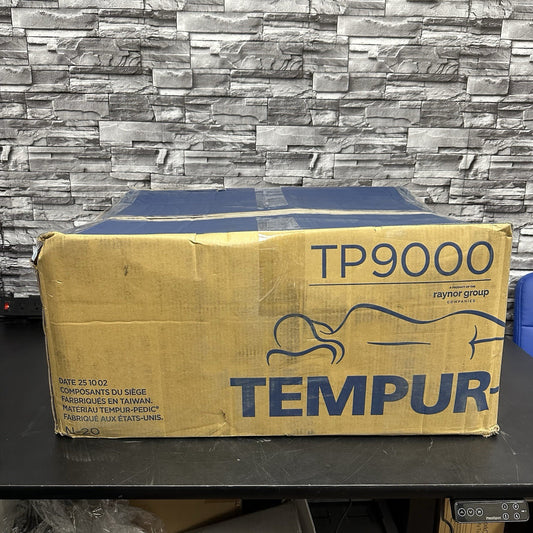 TP9000
A PRODUCT OF THE
raynor group
COMPANIES
DATE 25 10 02
COMPOSANTS DU SIÈGE
FABRIQUÉS EN TAIWAN.
MATÉRIAU TEMPUR-PEDIC®
FABRIQUÉ AUX ÉTATS-UNIS.
N-20
TEMPUR-